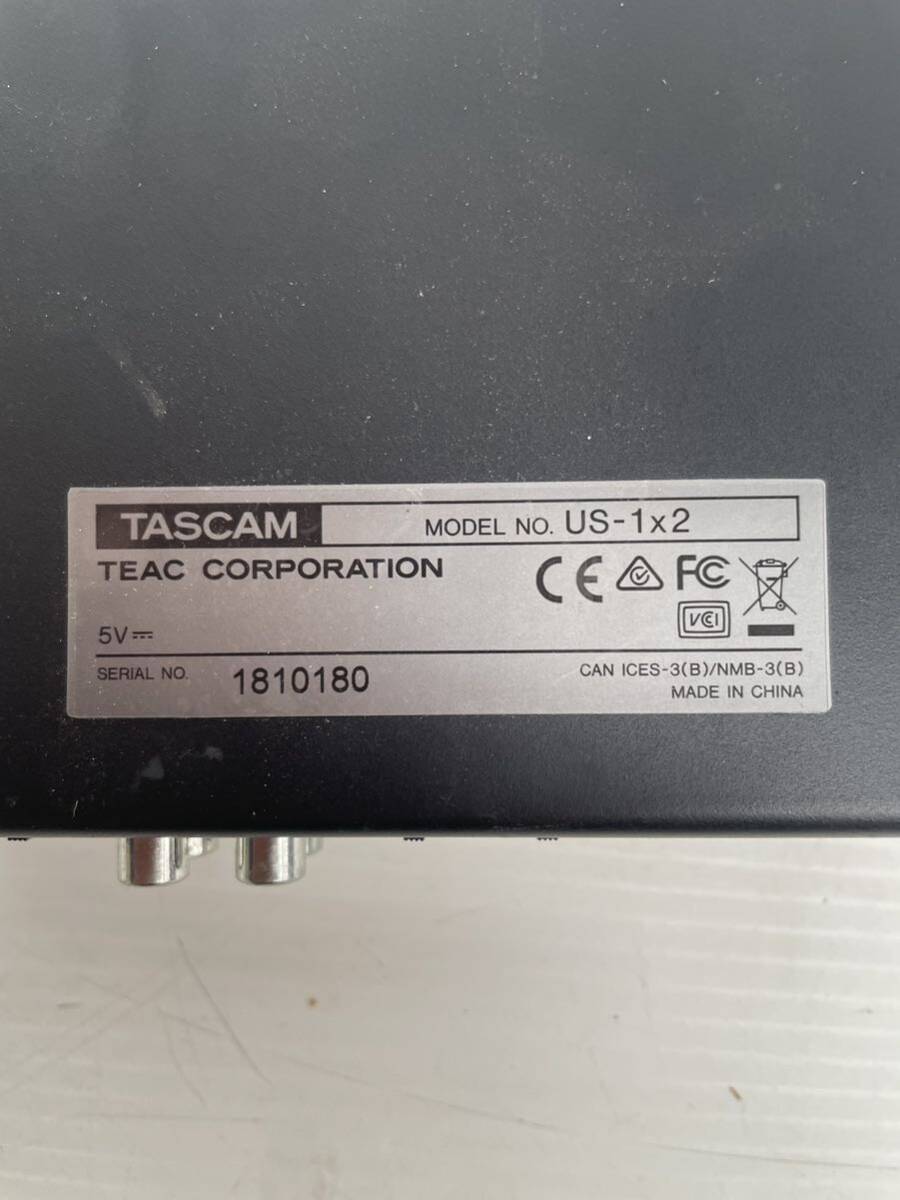 TASCAM MODEL NO. US-1x2
TEAC CORPORATION
CE FC
VCCI
5V
SERIAL NO. 1810180 CAN ICES-3(B)/NMB-3(B)
MADE IN CHINA